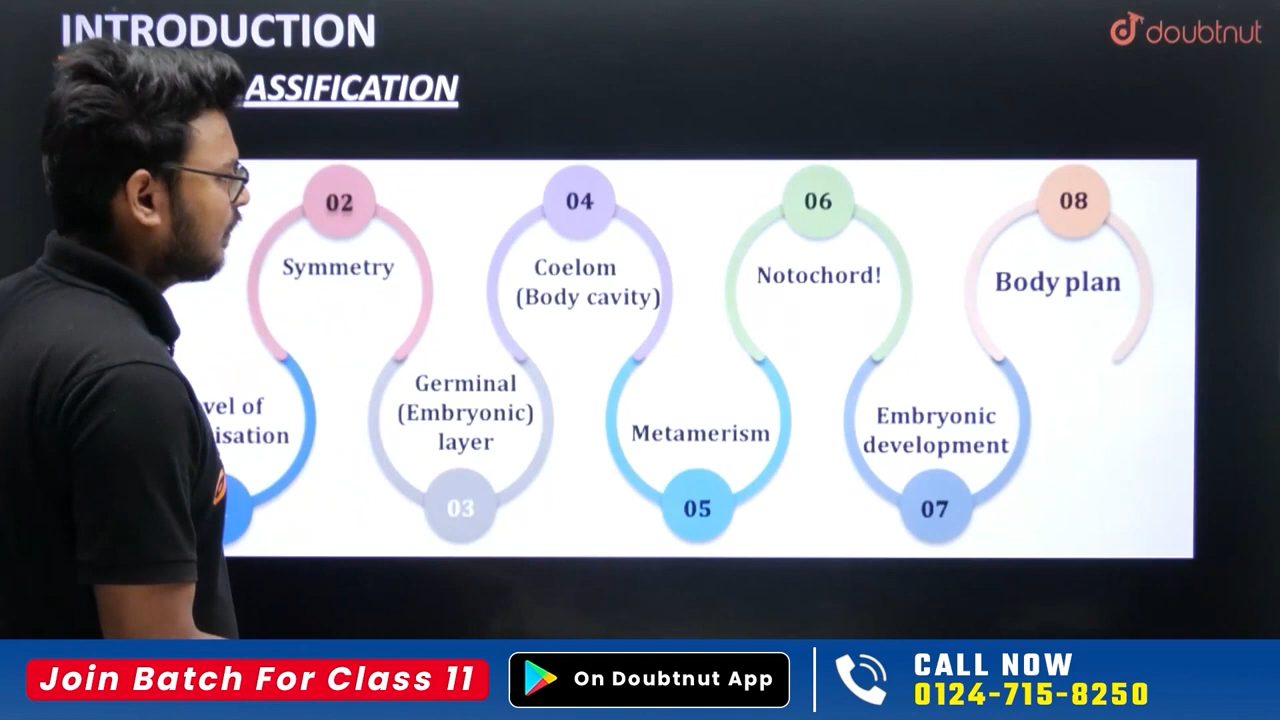 INTRODUCTION
doubtnut
ASSIFICATION
02
Symmetry
04
Coelom
(Body cavity)
06
Notochord!
08
Body plan
vel of
isation
Germinal
(Embryonic)
layer
03
Metamerism
05
Embryonic
development
07
Join Batch For Class 11
On Doubtnut App
CALL NOW
0124-715-8250